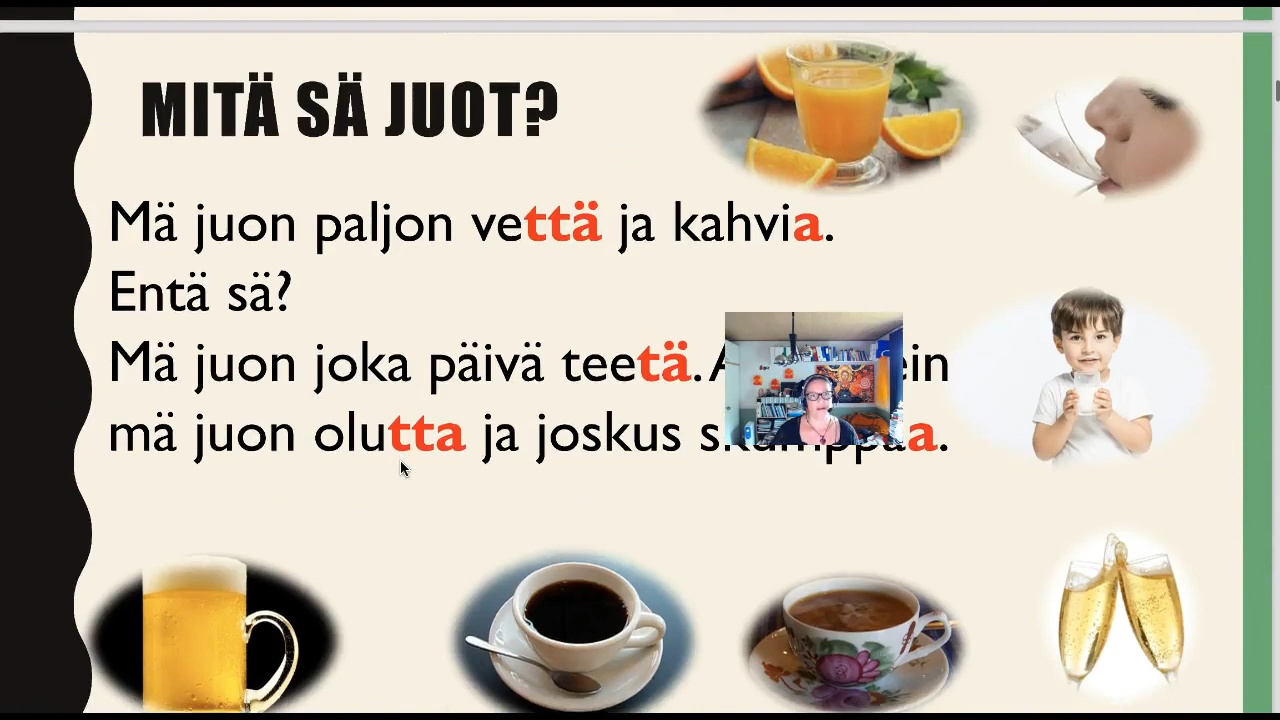 MITÄ SÄ JUOT?
Mä juon paljon vettä ja kahvia.
Entä sä?
Mä juon joka päivä teetä.
mä juon olutta ja joskus